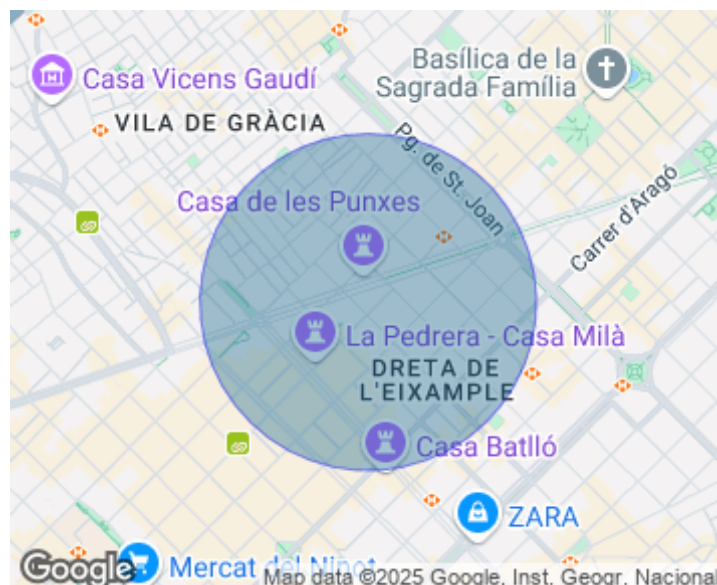 Basílica de la
Sagrada Família
Casa Vicens Gaudí
VILA DE GRÀCIA
Pg. de St. Joan
Casa de les Punxes
Carrer d'Aragó
La Pedrera - Casa Milà
DRETA DE
L'EIXAMPLE
Casa Batlló
ZARA
Mercat del Ninot
Google
Map data ©2025 Google, Inst. Geogr. Nacional